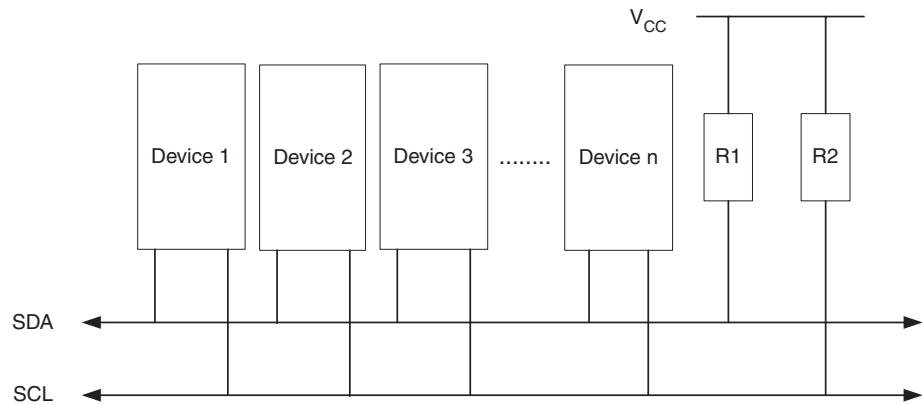 V_CC
Device 1
Device 2
Device 3
........
Device n
R1
R2
SDA
SCL